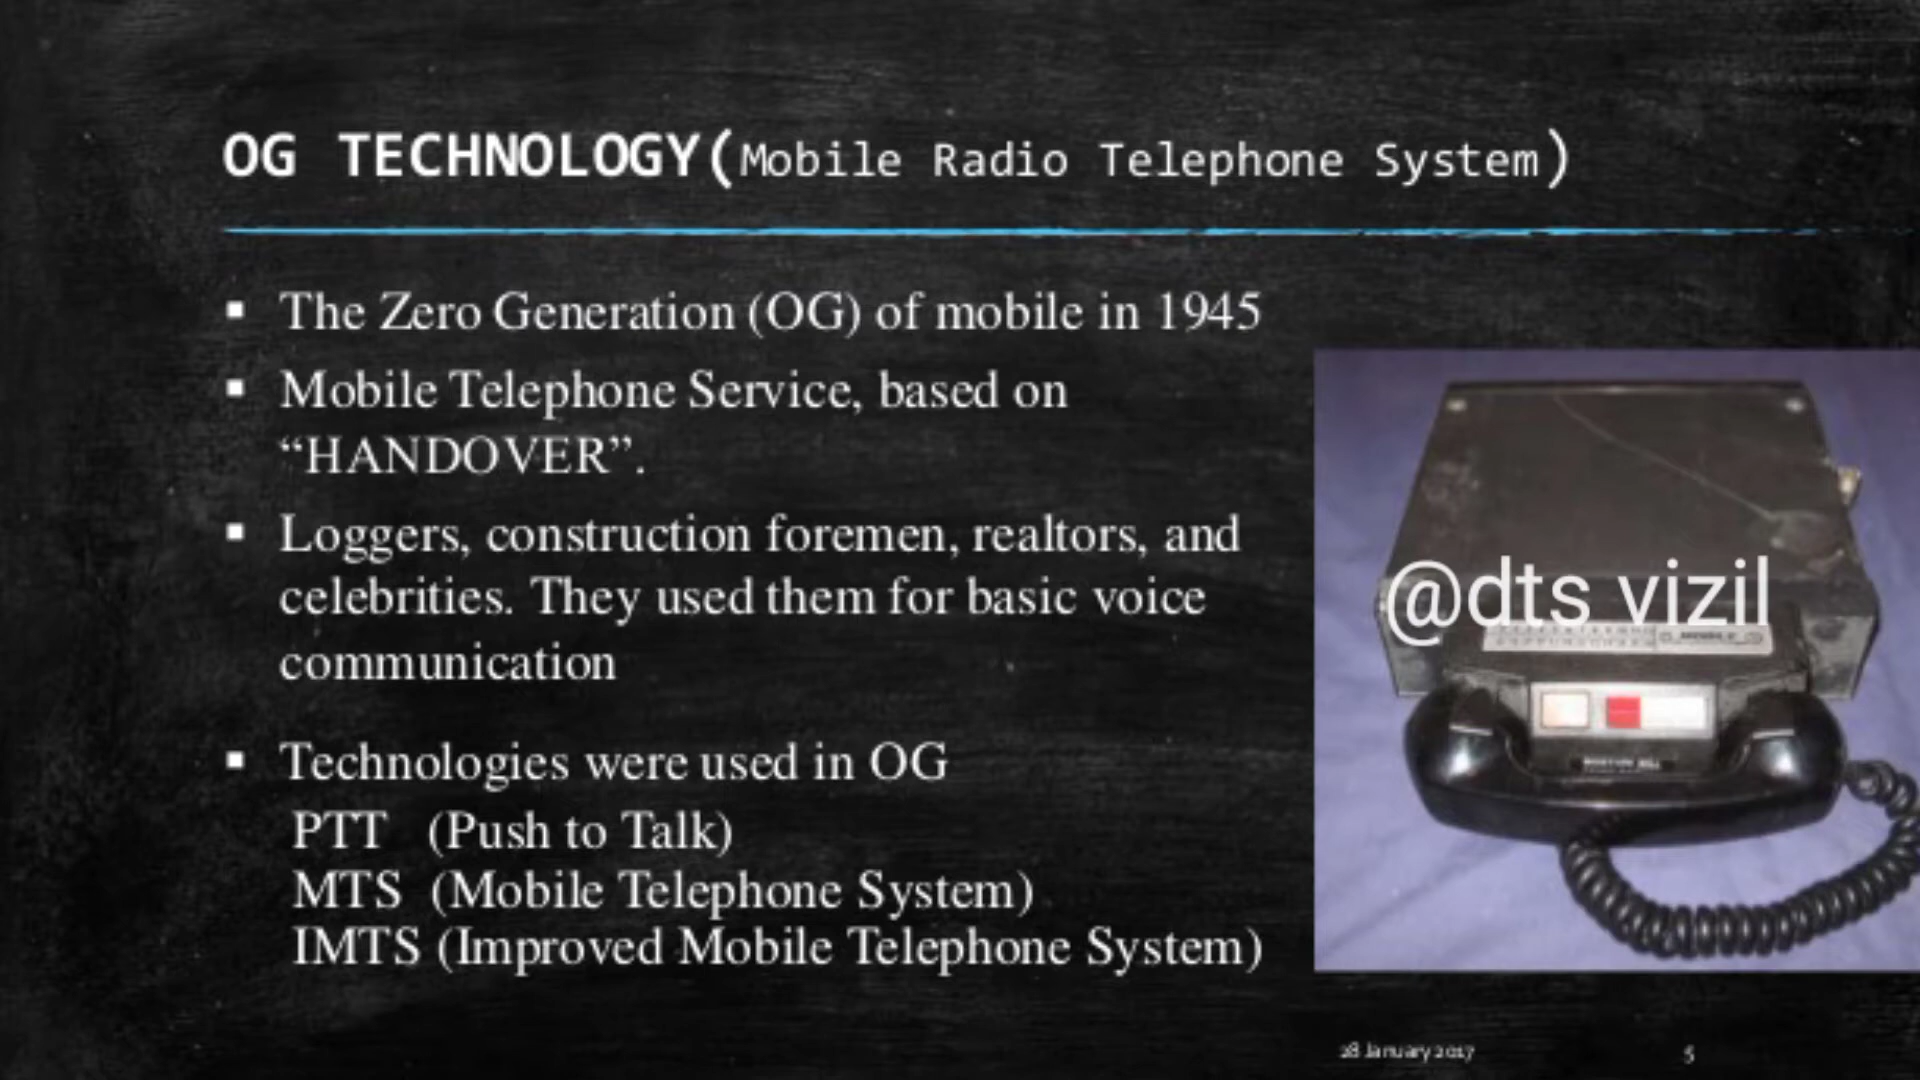 OG TECHNOLOGY(Mobile Radio Telephone System)
▪ The Zero Generation (OG) of mobile in 1945
▪ Mobile Telephone Service, based on
“HANDOVER”.
▪ Loggers, construction foremen, realtors, and
celebrities. They used them for basic voice
communication
@dts vizil
▪ Technologies were used in OG
PTT (Push to Talk)
MTS (Mobile Telephone System)
IMTS (Improved Mobile Telephone System)
28 January 2017
5